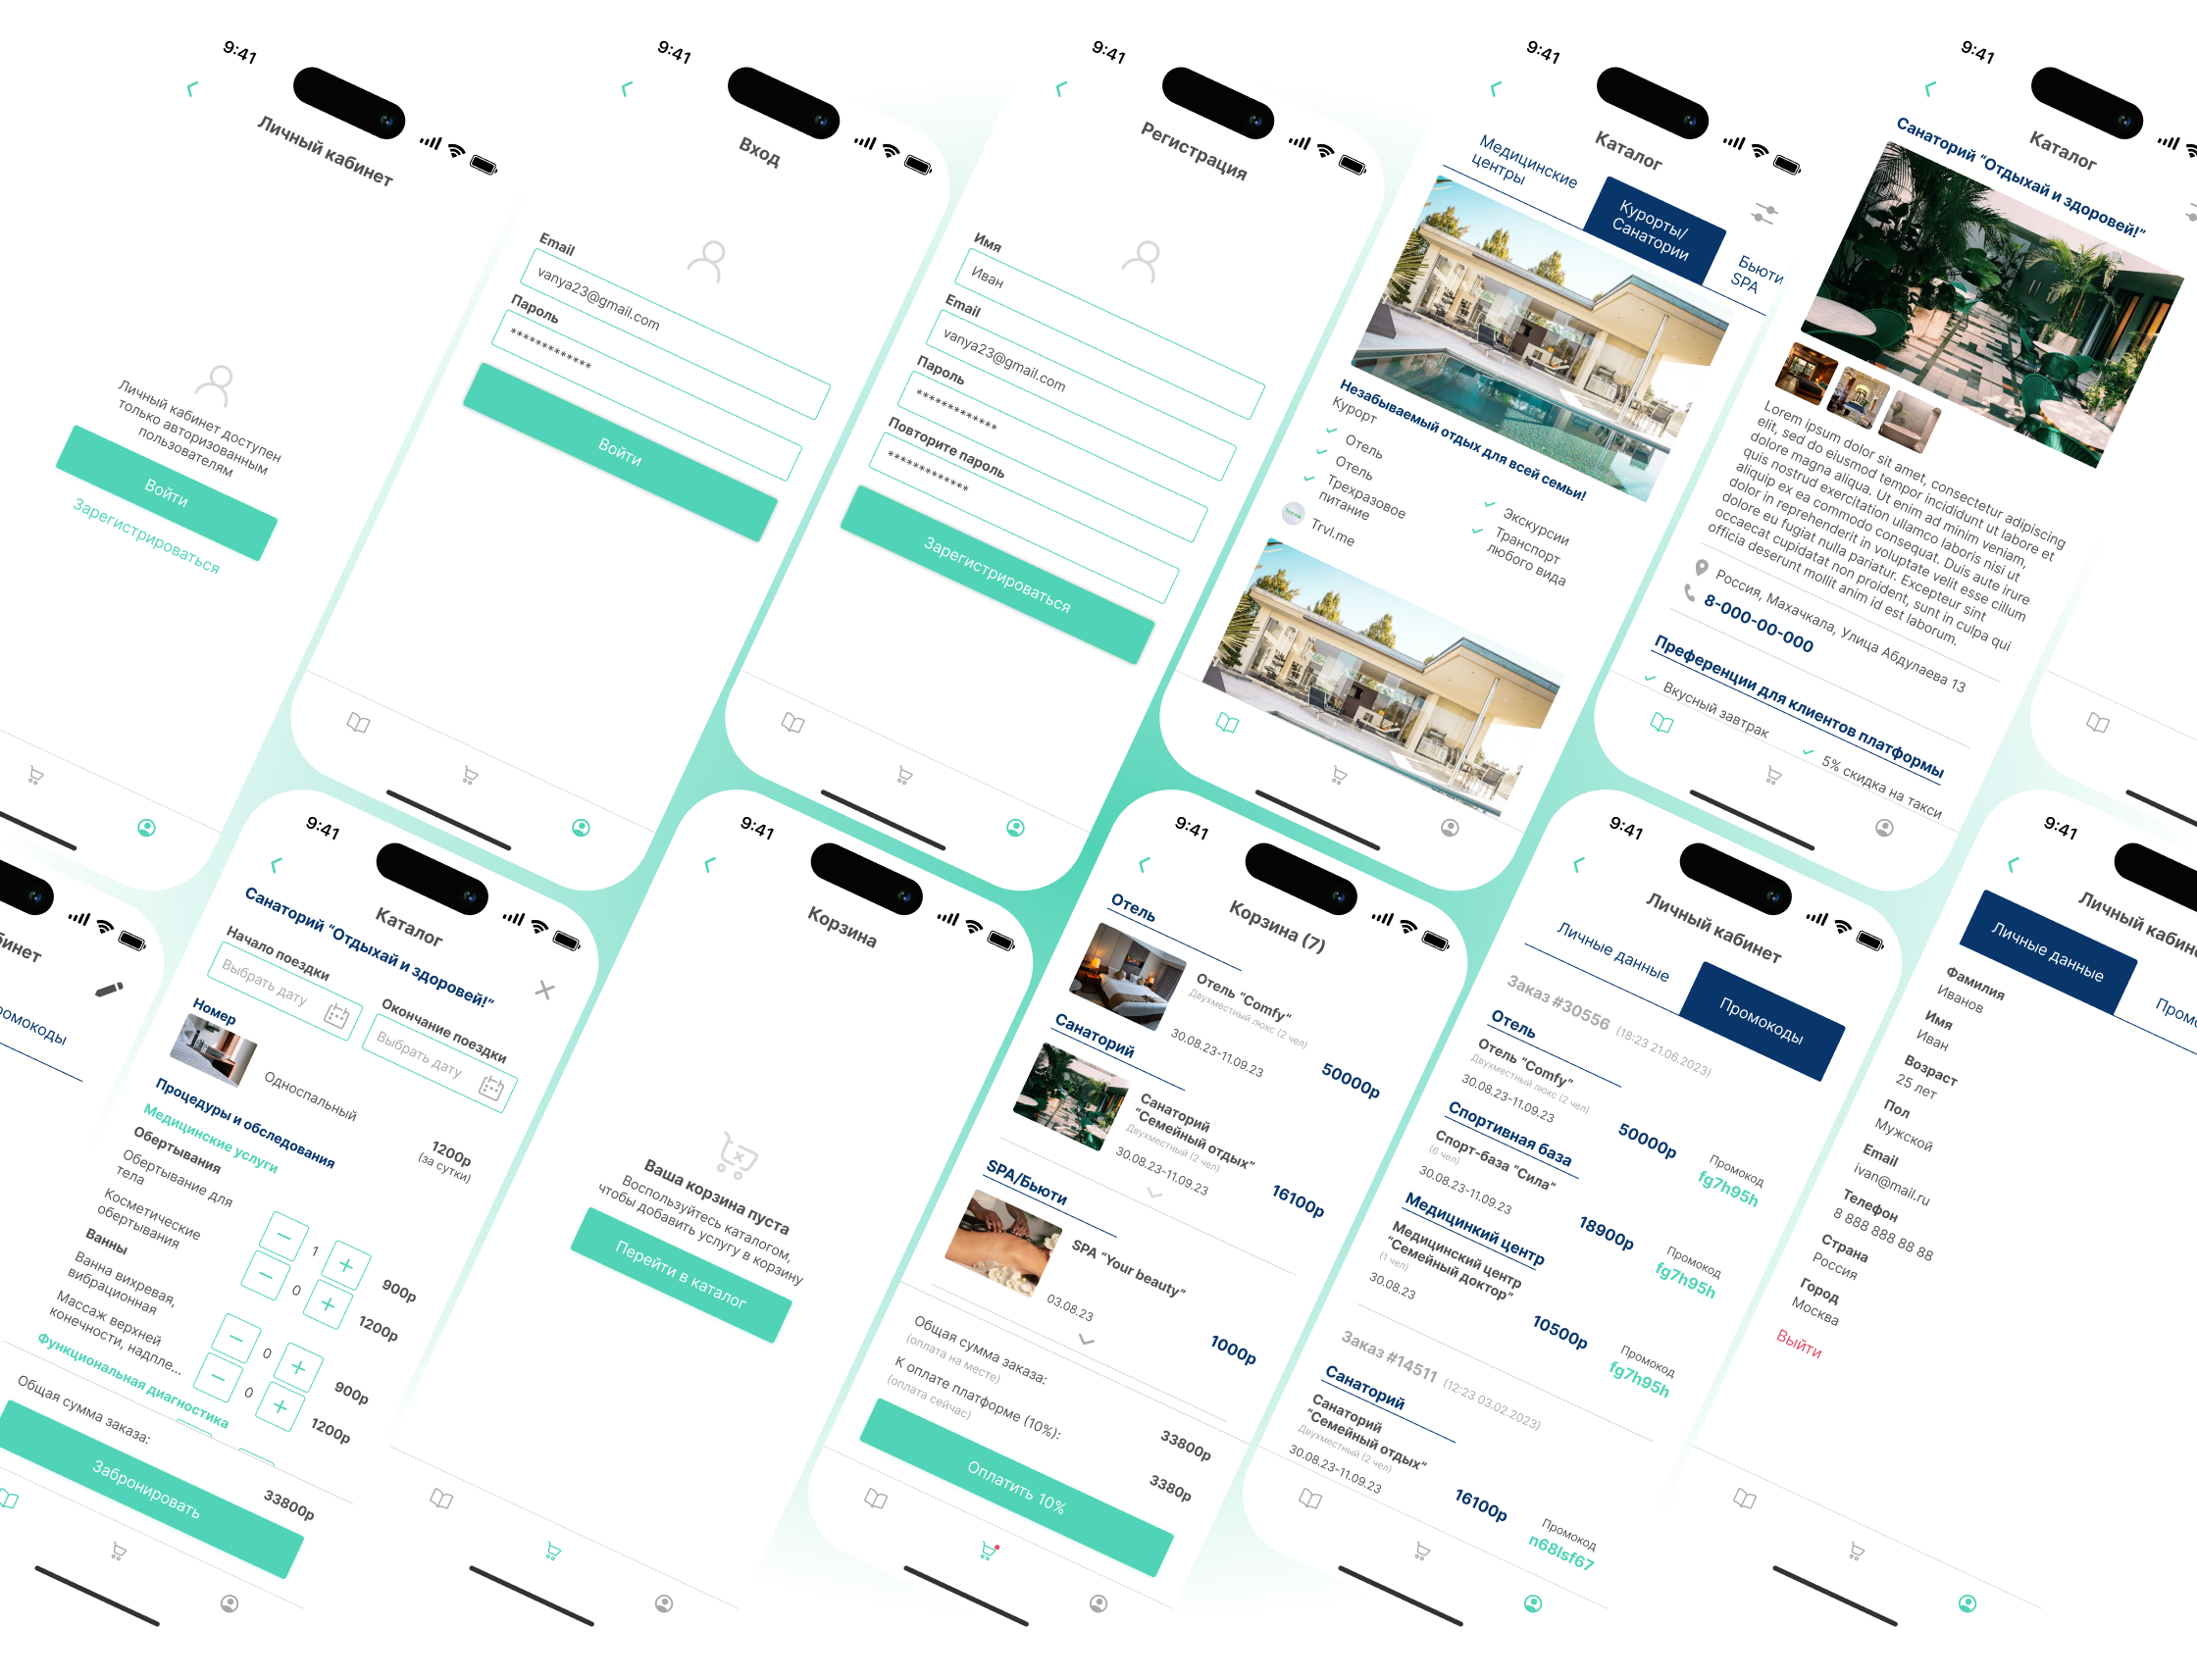 9:41
Личный кабинет
Личный кабинет доступен
только авторизованным
пользователям
Войти
Зарегистрироваться
9:41
Вход
Email
vanya23@gmail.com
Пароль
*************
Войти
9:41
Регистрация
Имя
Иван
Email
vanya23@gmail.com
Пароль
*************
Повторите пароль
*************
Зарегистрироваться
9:41
Каталог
Медицинские
центры
Курорты/
Санатории
Бьюти
SPA
Незабываемый отдых для всей семьи!
Курорт
Отель
Отель
Трехразовое
питание
Экскурсии
Транспорт
любого вида
Trvl.me
Trvl.me
9:41
Каталог
Санаторий “Отдыхай и здоровей!”
Lorem ipsum dolor sit amet, consectetur adipiscing
elit, sed do eiusmod tempor incididunt ut labore et
dolore magna aliqua. Ut enim ad minim veniam,
quis nostrud exercitation ullamco laboris nisi ut
aliquip ex ea commodo consequat. Duis aute irure
dolor in reprehenderit in voluptate velit esse cillum
dolore eu fugiat nulla pariatur. Excepteur sint
occaecat cupidatat non proident, sunt in culpa qui
officia deserunt mollit anim id est laborum.
Россия, Махачкала, Улица Абдулаева 13
8-000-00-000
Преференции для клиентов платформы
Вкусный завтрак
5% скидка на такси
бинет
ромокоды
9:41
Каталог
Санаторий “Отдыхай и здоровей!”
Начало поездки
Выбрать дату
Окончание поездки
Выбрать дату
Номер
Односпальный
1200р
(за сутки)
Процедуры и обследования
Медицинские услуги
Обертывания
Обертывание для
тела
1
900р
Косметические
обертывания
0
1200р
Ванны
Ванна вихревая,
вибрационная
0
900р
Массаж верхней
конечности, надпле...
0
1200р
Функциональная диагностика
Общая сумма заказа:
33800р
Забронировать
9:41
Корзина
Ваша корзина пуста
Воспользуйтесь каталогом,
чтобы добавить услугу в корзину
Перейти в каталог
9:41
Корзина (7)
Отель
Отель “Comfy”
Двухместный люкс (2 чел)
30.08.23-11.09.23
50000р
Санаторий
Санаторий
“Семейный отдых”
Двухместный (2 чел)
30.08.23-11.09.23
16100р
SPA/Бьюти
SPA “Your beauty”
03.08.23
1000р
Общая сумма заказа:
(оплата на месте)
33800р
К оплате платформе (10%):
(оплата сейчас)
3380р
Оплатить 10%
9:41
Личный кабинет
Личные данные
Промокоды
Заказ #30556 (18:23 21.06.2023)
Отель
Отель “Comfy”
Двухместный люкс (2 чел)
30.08.23-11.09.23
50000р
Промокод
fg7h95h
Спортивная база
Спорт-база “Сила”
(6 чел)
30.08.23-11.09.23
18900р
Промокод
fg7h95h
Медицинкий центр
Медицинский центр
“Семейный доктор”
(1 чел)
30.08.23
10500р
Промокод
fg7h95h
Заказ #14511 (12:23 03.02.2023)
Санаторий
Санаторий
“Семейный отдых”
Двухместный (2 чел)
30.08.23-11.09.23
16100р
Промокод
n68lsf67
9:41
Личный кабине
Личные данные
Промо
Фамилия
Иванов
Имя
Иван
Возраст
25 лет
Пол
Мужской
Email
ivan@mail.ru
Телефон
8 888 888 88 88
Страна
Россия
Город
Москва
Выйти